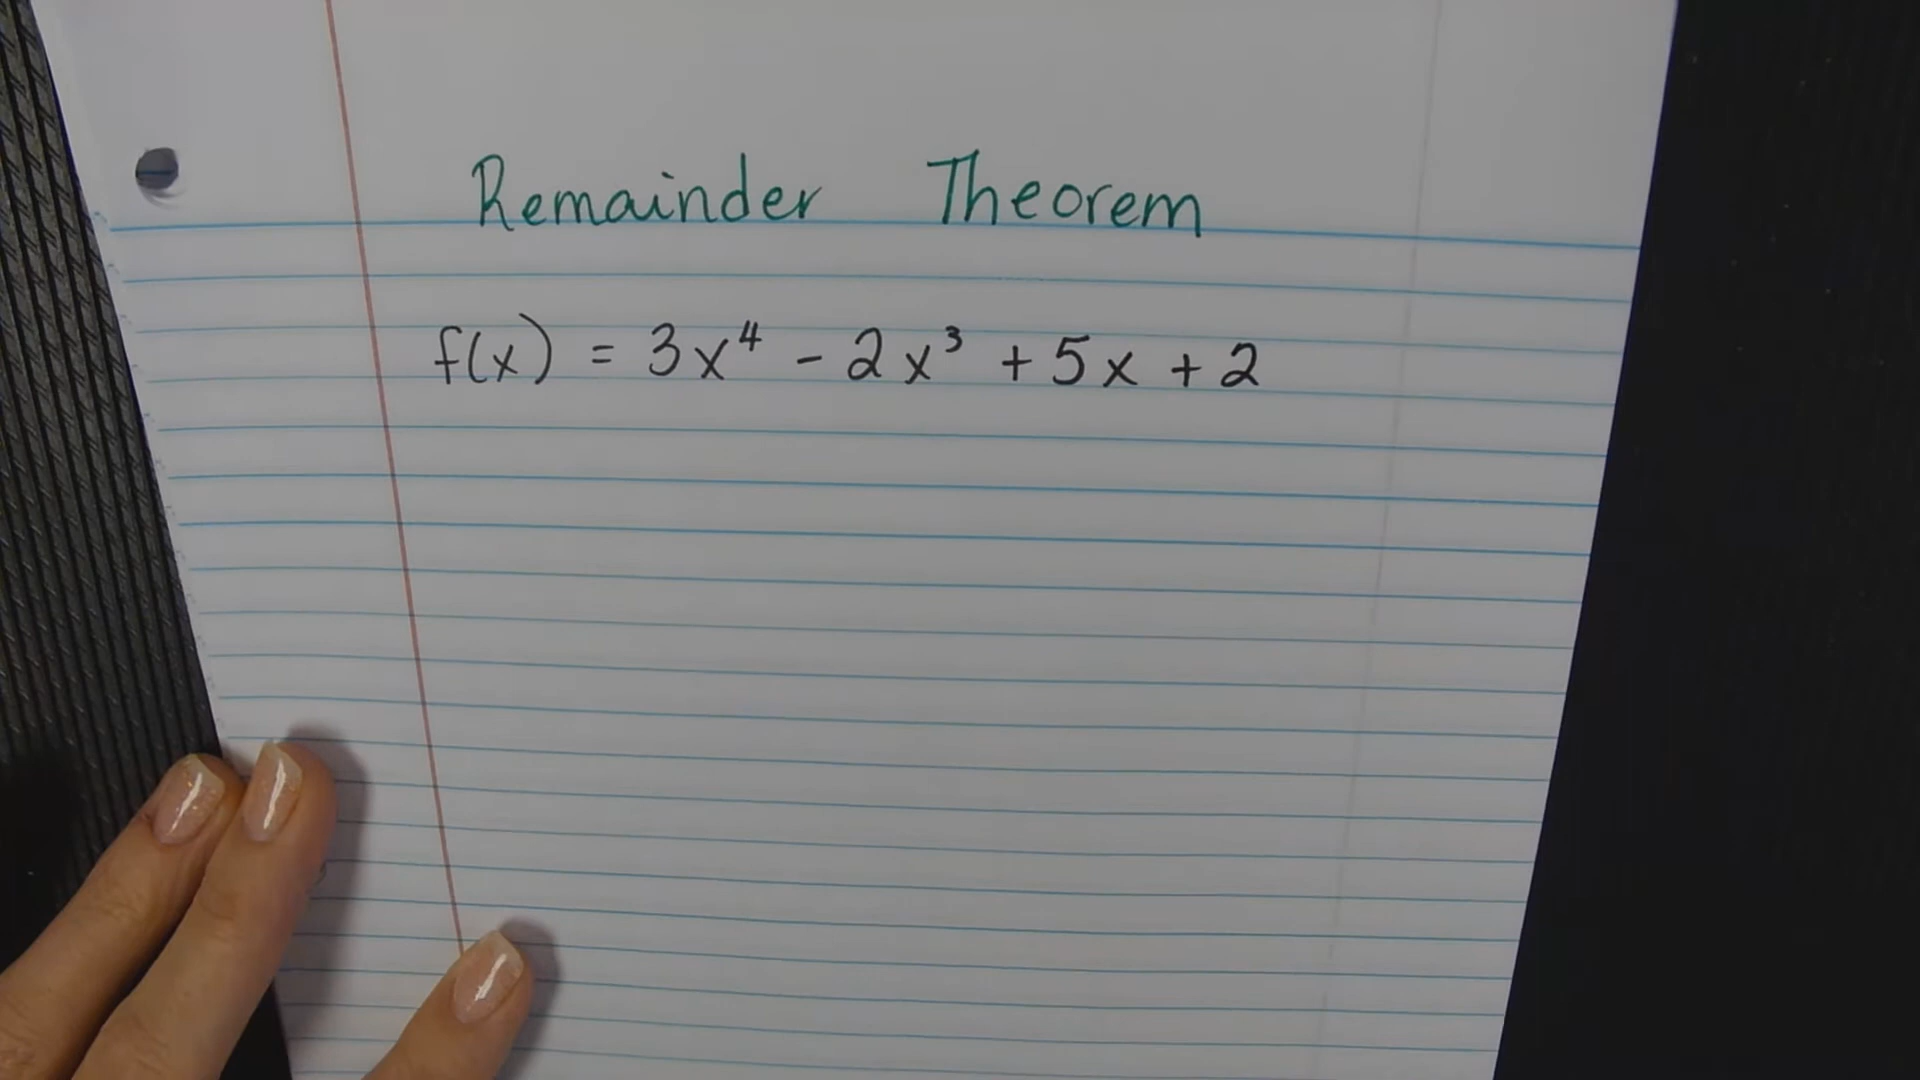 Remainder Theorem
f(x) = 3x⁴ - 2x³ + 5x + 2